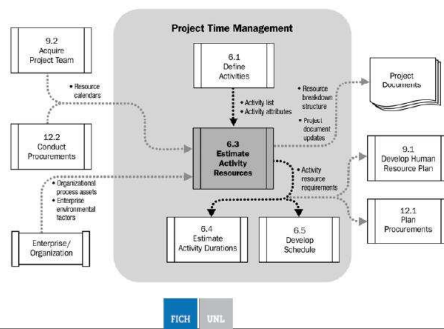 Project Time Management
9.2
Acquire
Project Team
• Resource
calendars
12.2
Conduct
Procurements
• Organizational
process assets
• Enterprise
environmental
factors
Enterprise/
Organization
6.1
Define
Activities
• Activity list
• Activity attributes
6.3
Estimate
Activity
Resources
• Resource
breakdown
structure
• Project
document
updates
• Activity
resource
requirements
6.4
Estimate
Activity Durations
6.5
Develop
Schedule
Project
Documents
9.1
Develop Human
Resource Plan
12.1
Plan
Procurements
FICH
UNL